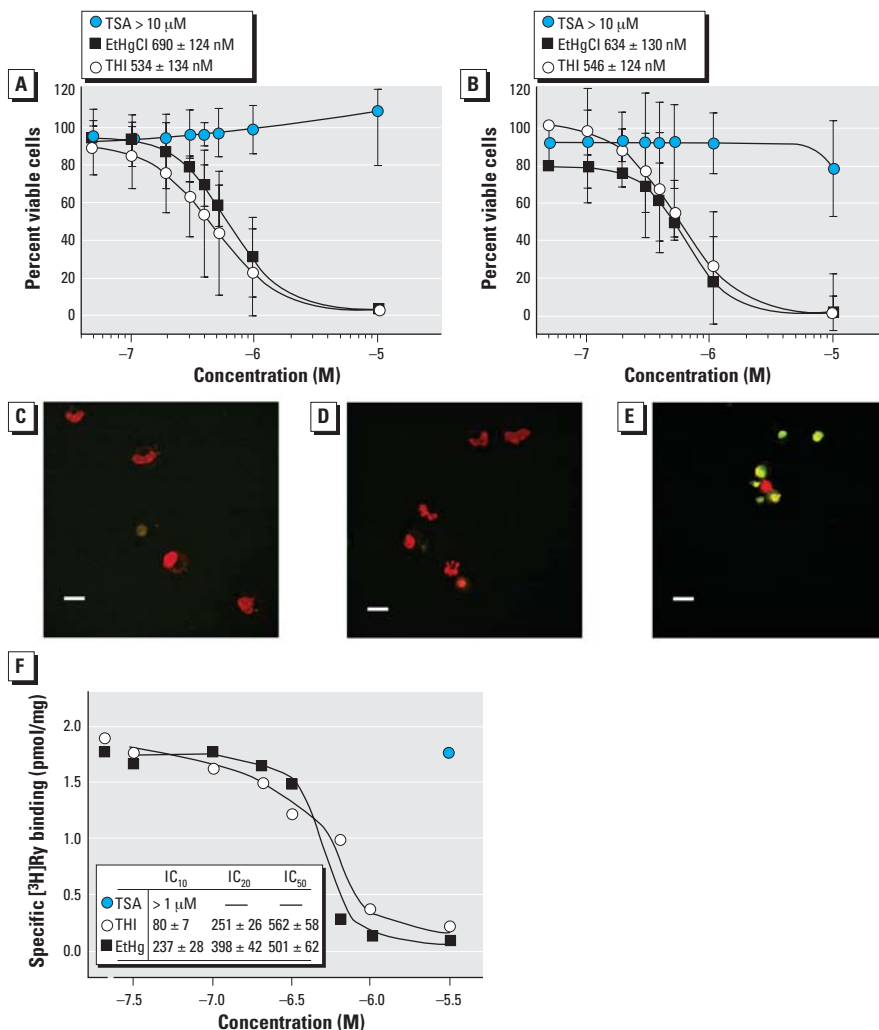 TSA > 10 µM
EtHgCl 690 ± 124 nM
THI 534 ± 134 nM
A
120
100
80
60
40
20
0
Percent viable cells
–7
–6
–5
Concentration (M)
TSA > 10 µM
EtHgCl 634 ± 130 nM
THI 546 ± 124 nM
B
120
100
80
60
40
20
0
Percent viable cells
–7
–6
–5
Concentration (M)
C
D
E
F
Specific [³H]Ry binding (pmol/mg)
2.0
1.5
1.0
0.5
0.0
IC₁₀ IC₂₀ IC₅₀
TSA > 1 µM — —
THI 80 ± 7 251 ± 26 562 ± 58
EtHg 237 ± 28 398 ± 42 501 ± 62
–7.5
–7.0
–6.5
–6.0
–5.5
Concentration (M)